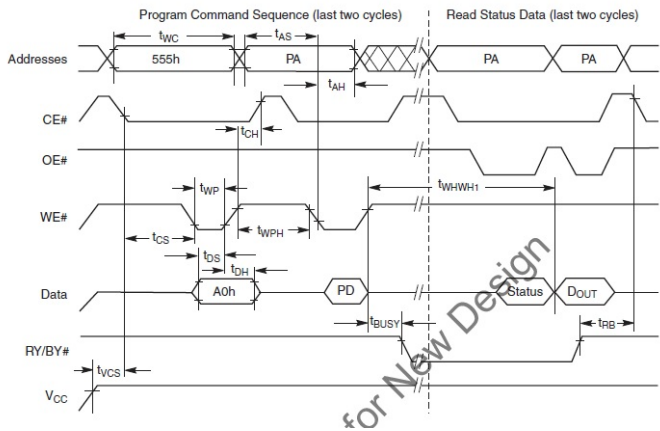 Program Command Sequence (last two cycles) Read Status Data (last two cycles)
tWC tAS
Addresses 555h PA PA PA
tAH
CE#
tCH
OE#
tWP tWHWH1
WE#
tCS tWPH
tDS
tDH
Data A0h PD Status DOUT
tBUSY tRB
RY/BY#
tVCS
VCC
for New Design